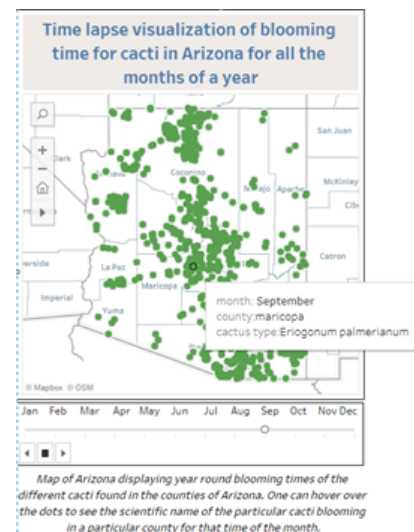 Time lapse visualization of blooming
time for cacti in Arizona for all the
months of a year
San Juan
Coconino
McKinley
Apache
Catron
La Paz
Maricopa
Imperial
Yuma
month: September
county:maricopa
cactus type:Eriogonum palmerianum
© Mapbox © OSM
Jan Feb Mar Apr May Jun Jul Aug Sep Oct Nov Dec
Map of Arizona displaying year round blooming times of the
different cacti found in the counties of Arizona. One can hover over
the dots to see the scientific name of the particular cacti blooming
in a particular county for that time of the month.